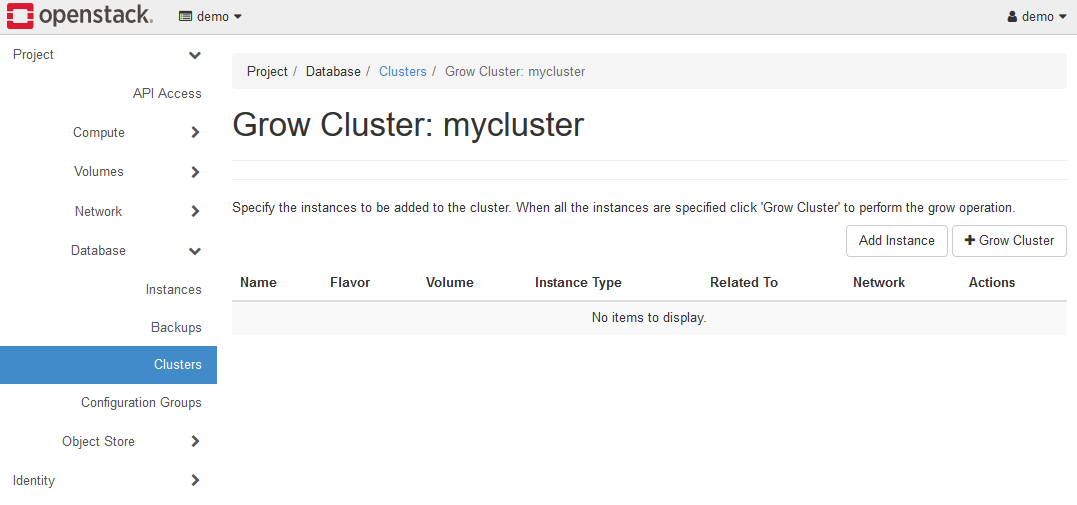 openstack. demo demo
Project
API Access
Compute
Volumes
Network
Database
Instances
Backups
Clusters
Configuration Groups
Object Store
Identity
Project / Database / Clusters / Grow Cluster: mycluster
Grow Cluster: mycluster
Specify the instances to be added to the cluster. When all the instances are specified click 'Grow Cluster' to perform the grow operation.
Add Instance + Grow Cluster
Name Flavor Volume Instance Type Related To Network Actions
No items to display.